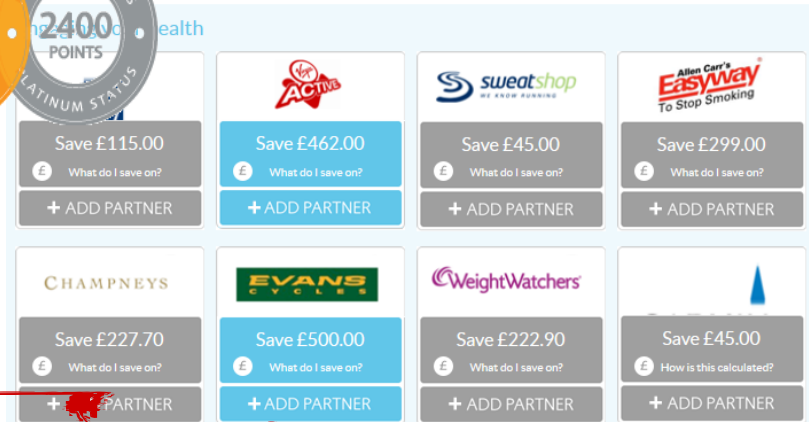 2400
POINTS
PLATINUM STATUS
Virgin
ACTIVE
sweatshop
WE KNOW RUNNING
Allen Carr's
Easyway
To Stop Smoking
Save £115.00
Save £462.00
Save £45.00
Save £299.00
£ What do I save on?
£ What do I save on?
£ What do I save on?
£ What do I save on?
+ ADD PARTNER
+ ADD PARTNER
+ ADD PARTNER
+ ADD PARTNER
CHAMPNEYS
EVANS
CYCLES
WeightWatchers
Save £227.70
Save £500.00
Save £222.90
Save £45.00
£ What do I save on?
£ What do I save on?
£ What do I save on?
£ How is this calculated?
+ PARTNER
+ ADD PARTNER
+ ADD PARTNER
+ ADD PARTNER